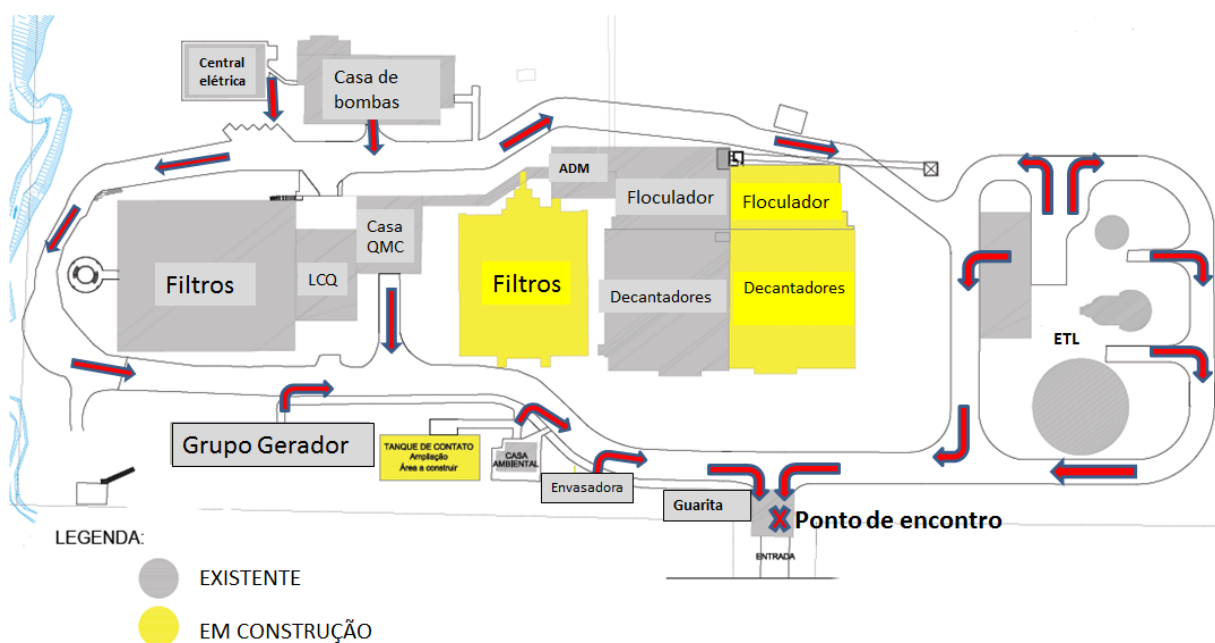 Central
elétrica
Casa de
bombas
ADM
Floculador
Floculador
Casa
QMC
Filtros
LCQ
Filtros
Decantadores
Decantadores
ETL
Grupo Gerador
TANQUE DE CONTATO
Ampliação
Área a construir
CASA
AMBIENTAL
Envasadora
Guarita
Ponto de encontro
ENTRADA
LEGENDA:
EXISTENTE
EM CONSTRUÇÃO